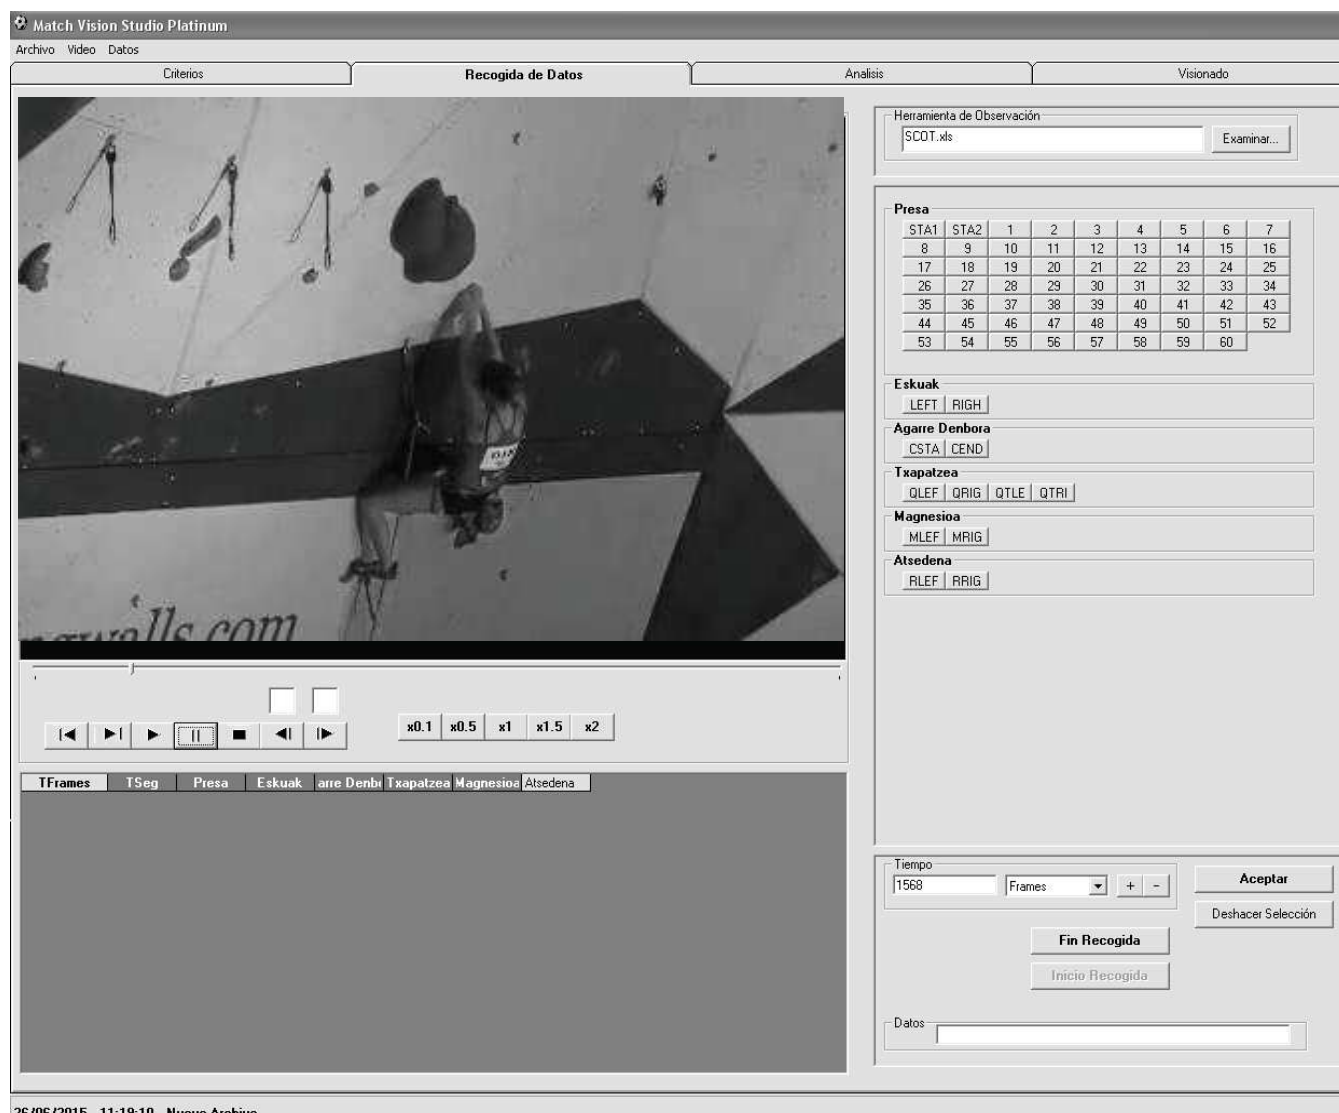 Match Vision Studio Platinum
Archivo Video Datos
Criterios Recogida de Datos Analisis Visionado
Herramienta de Observación
SCOT.xls Examinar...
Presa
STA1 STA2 1 2 3 4 5 6 7
8 9 10 11 12 13 14 15 16
17 18 19 20 21 22 23 24 25
26 27 28 29 30 31 32 33 34
35 36 37 38 39 40 41 42 43
44 45 46 47 48 49 50 51 52
53 54 55 56 57 58 59 60
Eskuak
LEFT RIGH
Agarre Denbora
CSTA CEND
Txapatzea
QLEF QRIG QTLE QTRI
Magnesioa
MLEF MRIG
Atsedena
RLEF RRIG
ngwalls.com
x0.1 x0.5 x1 x1.5 x2
TFrames TSeg Presa Eskuak arre Denb Txapatzea Magnesioa Atsedena
Tiempo
1568 Frames + -
Aceptar
Deshacer Selección
Fin Recogida
Inicio Recogida
Datos
26/06/2015 11:19:10 Nuevo Archivo